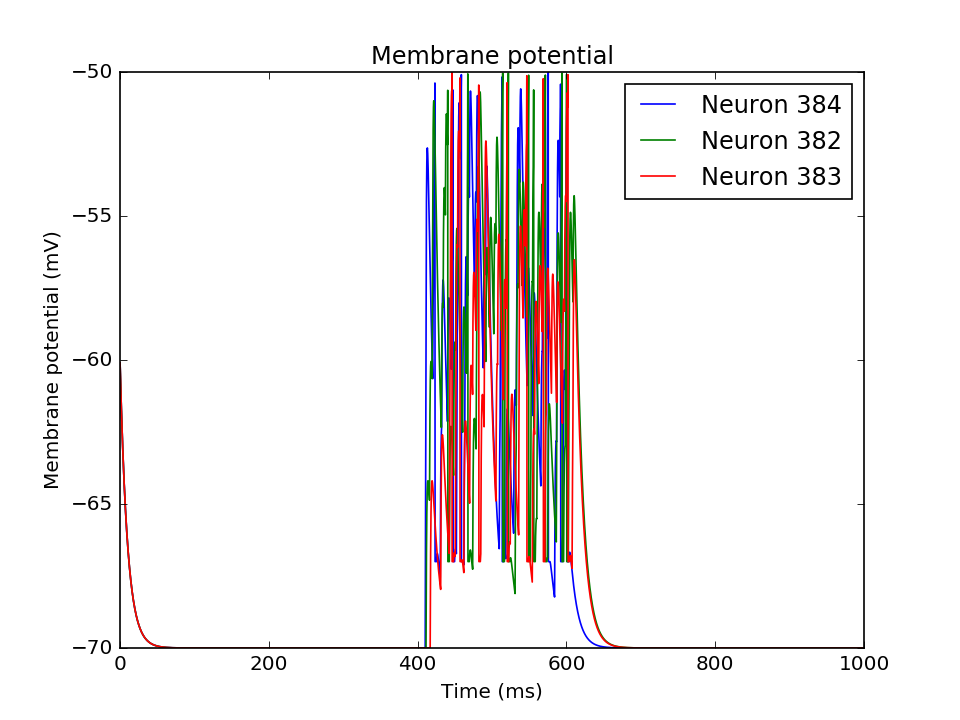 Membrane potential
Neuron 384
Neuron 382
Neuron 383
Membrane potential (mV)
−50
−55
−60
−65
−70
0 200 400 600 800 1000
Time (ms)